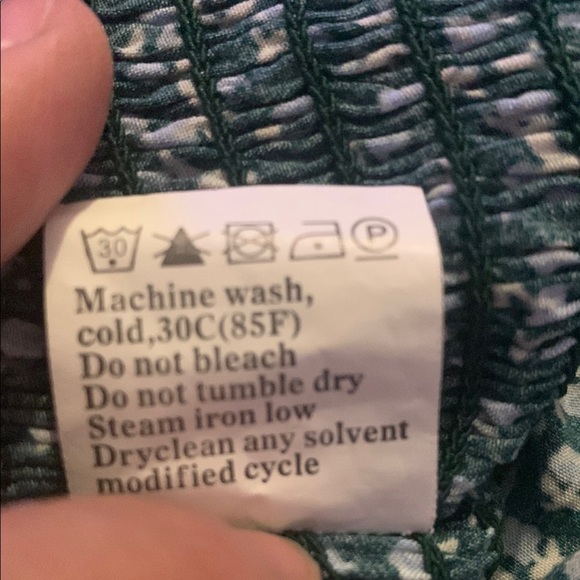 30 P
Machine wash,
cold,30C(85F)
Do not bleach
Do not tumble dry
Steam iron low
Dryclean any solvent
modified cycle